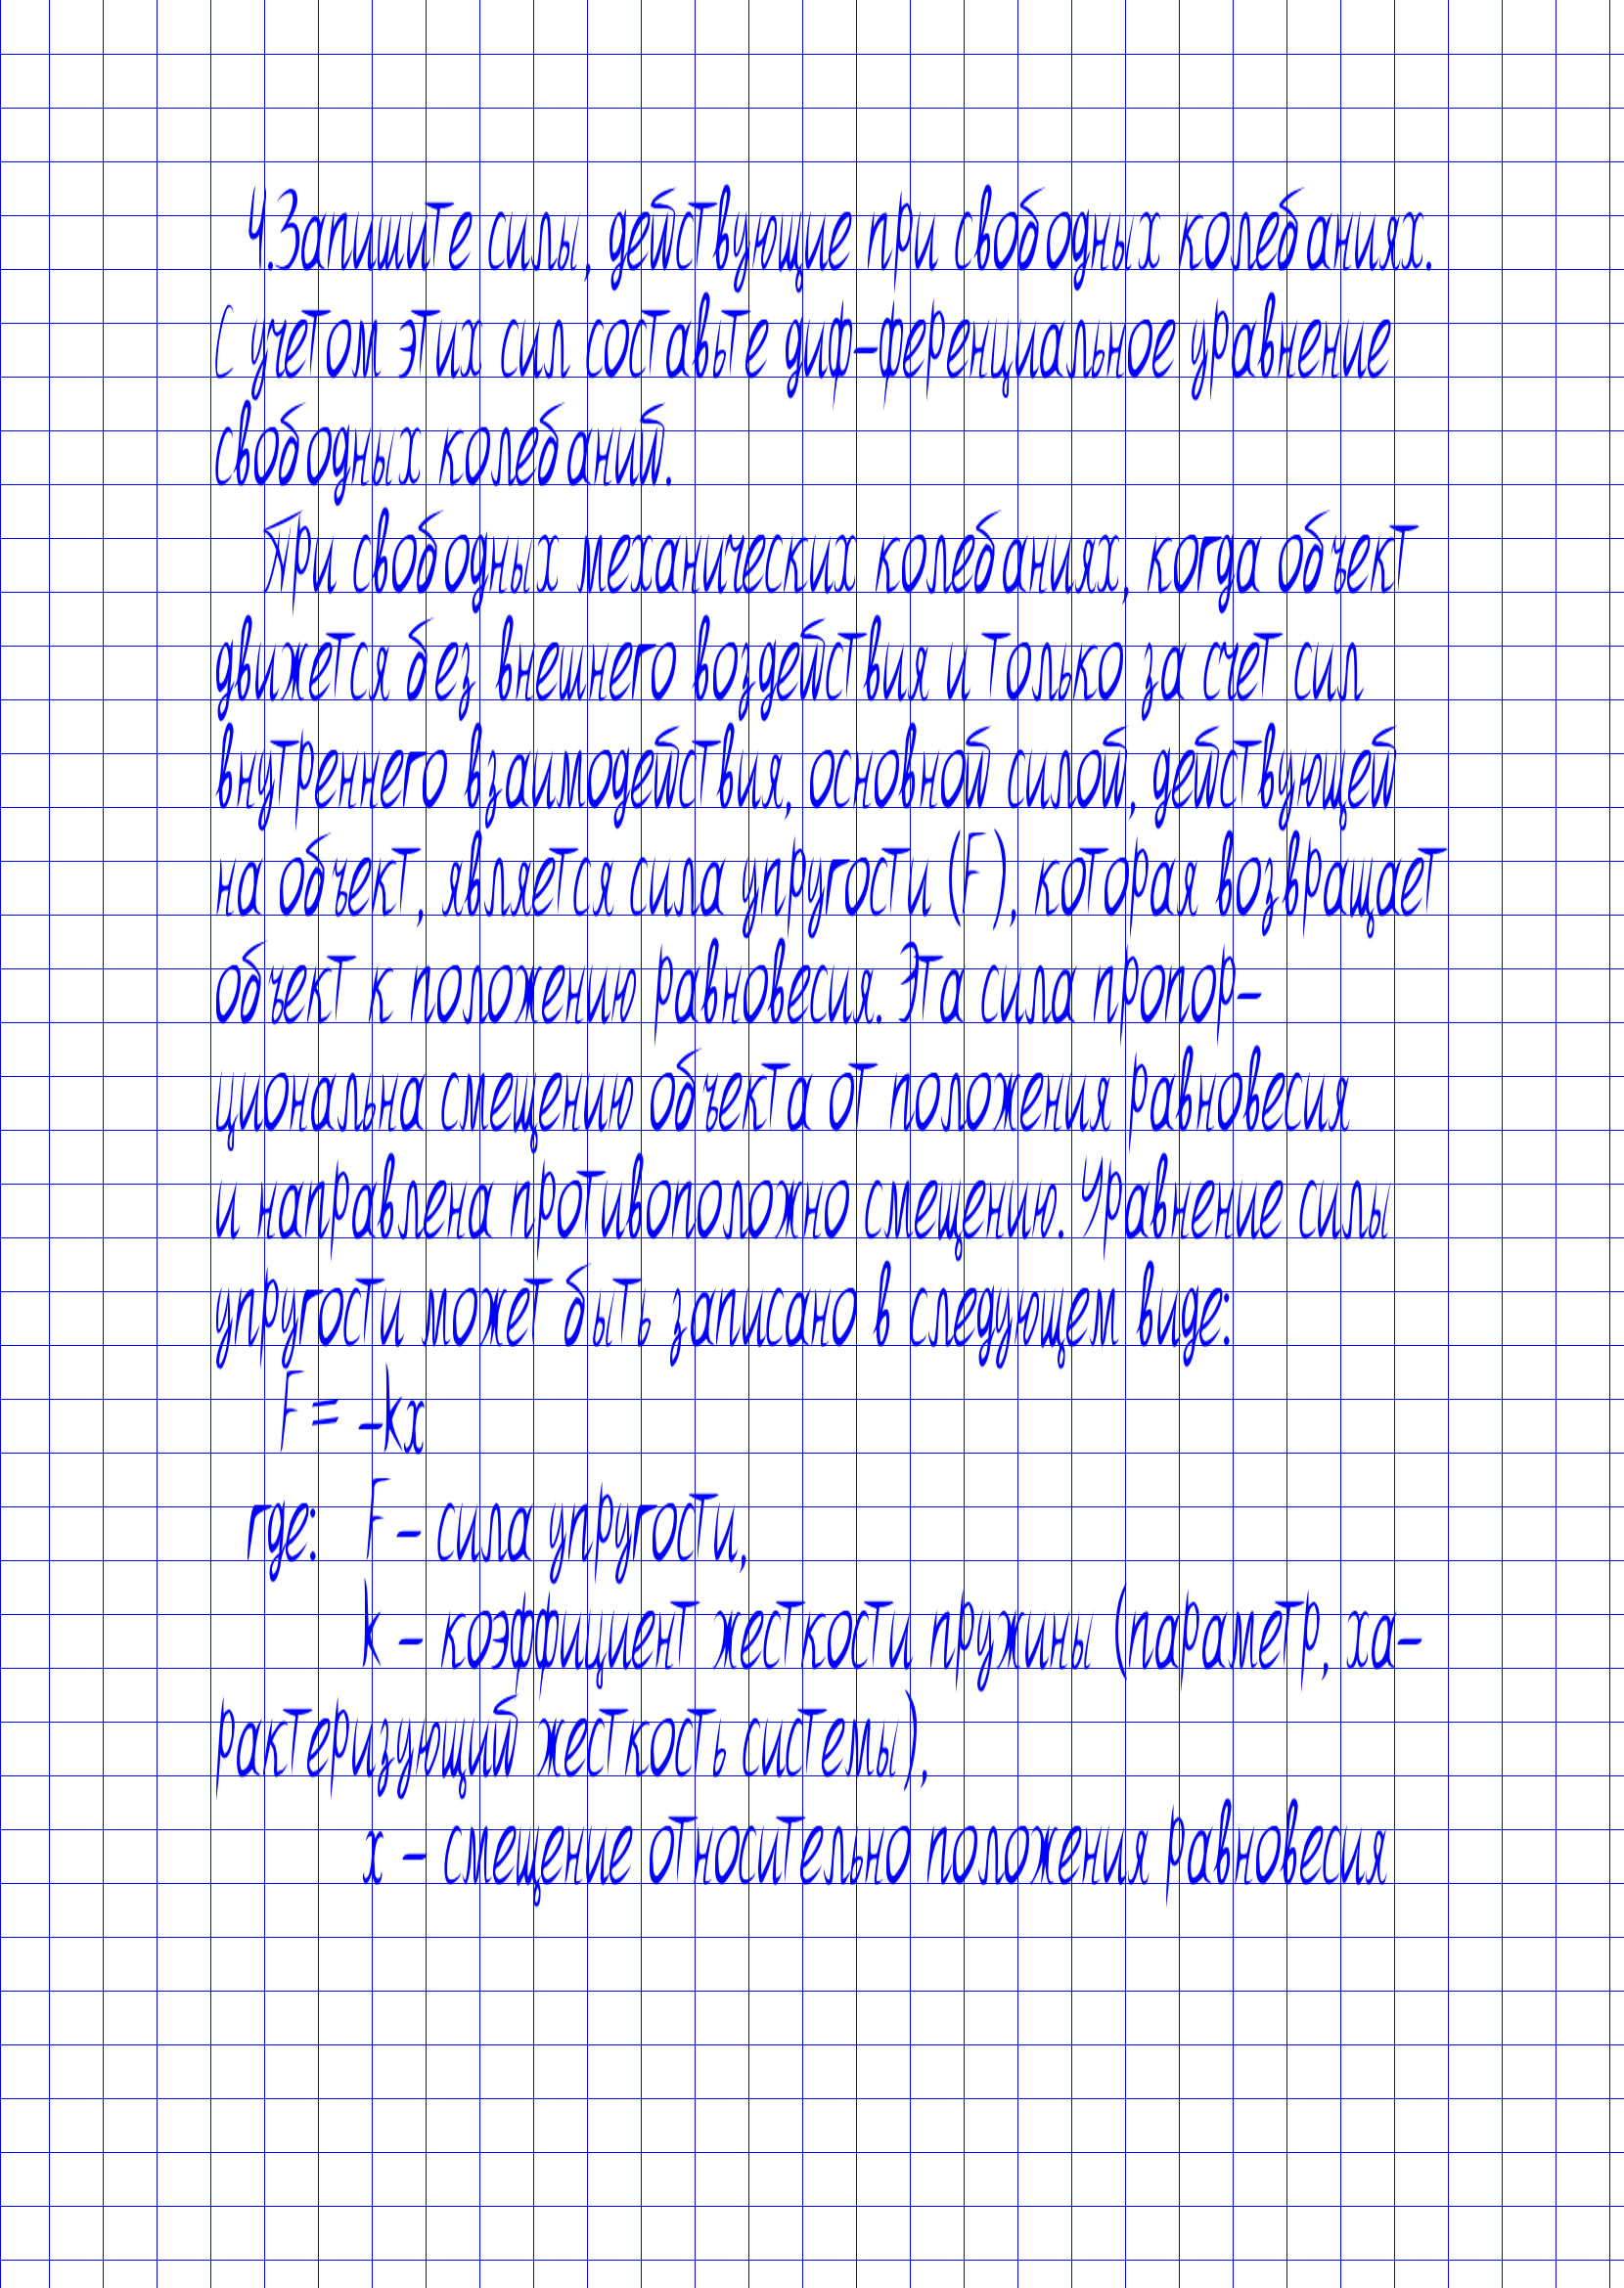 4.Запишите силы, действующие при свободных колебаниях.
С учетом этих сил составьте диф-ференциальное уравнение
свободных колебаний.
При свободных механических колебаниях, когда объект
движется без внешнего воздействия и только за счет сил
внутреннего взаимодействия, основной силой, действующей
на объект, является сила упругости (F), которая возвращает
объект к положению равновесия. Эта сила пропор-
циональна смещению объекта от положения равновесия
и направлена противоположно смещению. Уравнение силы
упругости может быть записано в следующем виде:
F = -kx
где: F - сила упругости,
k - коэффициент жесткости пружины (параметр, ха-
рактеризующий жесткость системы),
x - смещение относительно положения равновесия